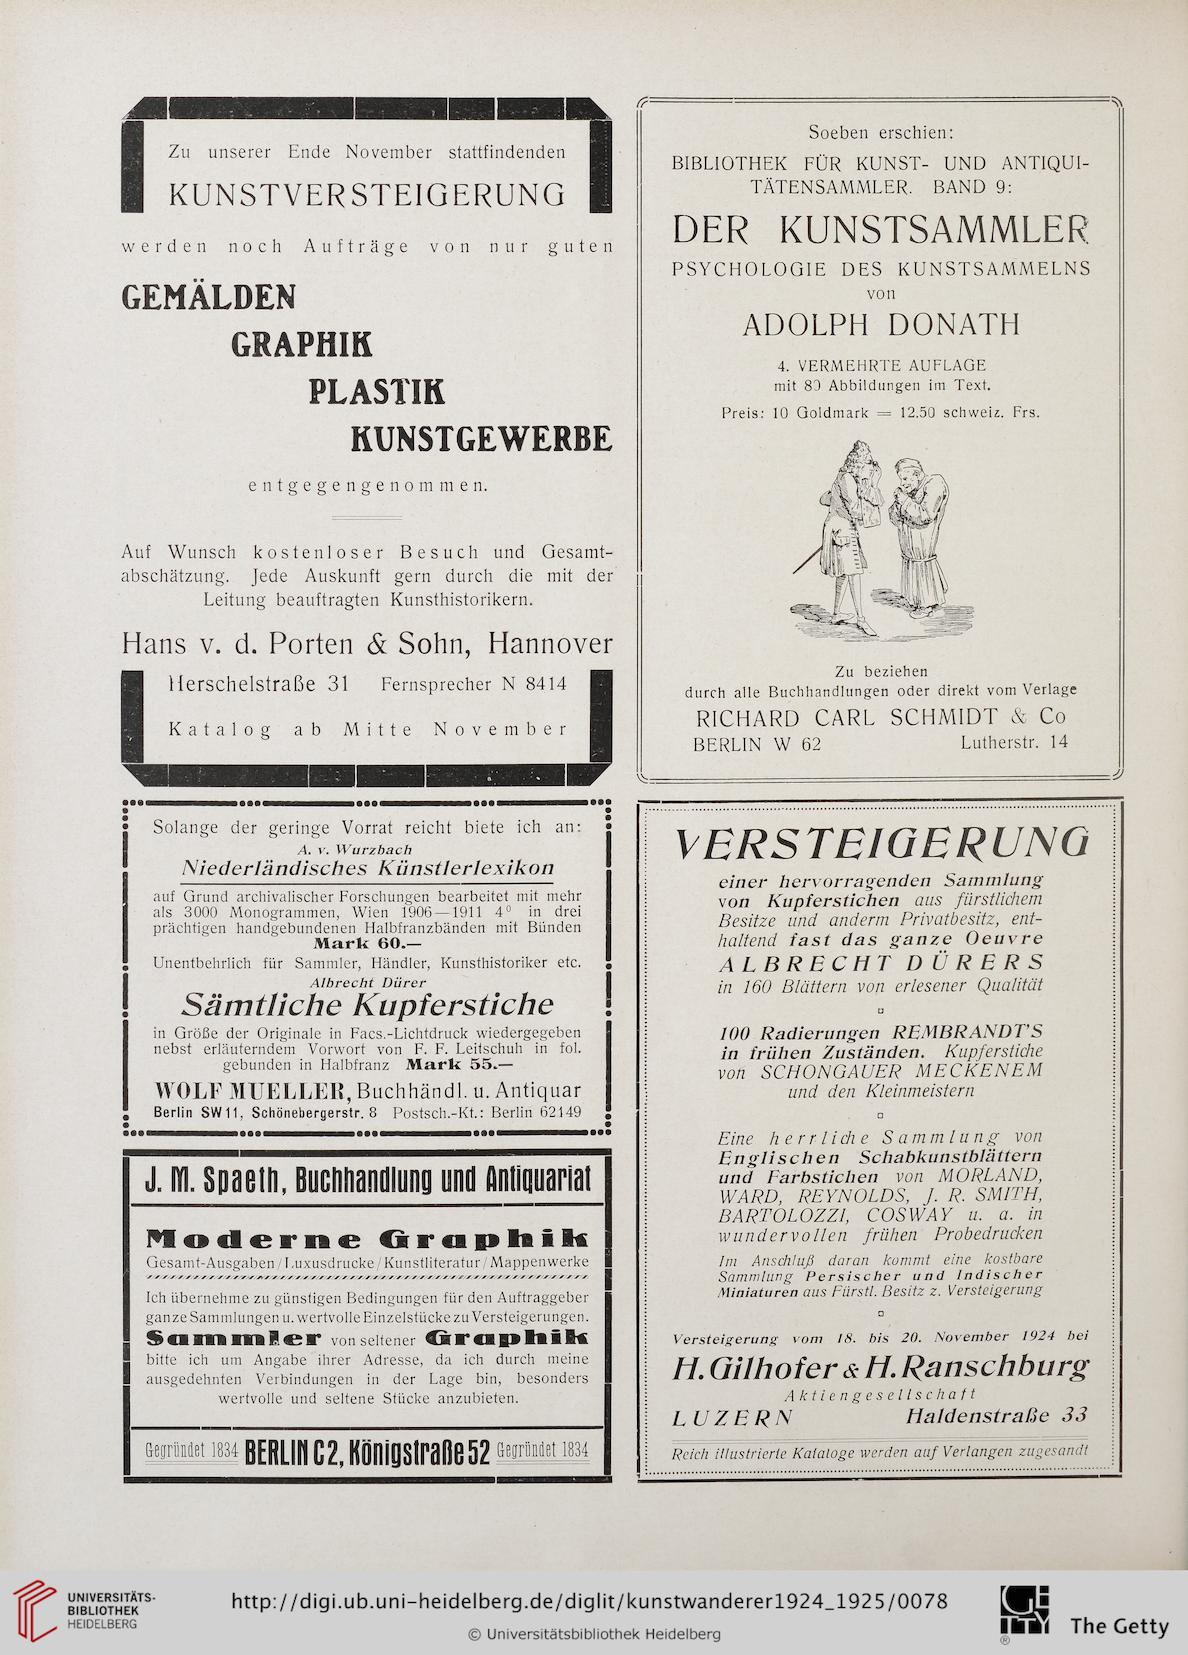 Zu unserer Ende November stattfindenden
KUNSTVERSTEIGERUNG
werden noch Aufträge von nur guten
GEMÄLDEN
GRAPHIK
PLASTIK
KUNSTGEWERBE
entgegengenommen.
Auf Wunsch kostenloser Besuch und Gesamt-
abschätzung. Jede Auskunft gern durch die mit der
Leitung beauftragten Kunsthistorikern.
Hans v. d. Porten & Sohn, Hannover
Herschelstraße 31 Fernsprecher N 8414
Katalog ab Mitte November
Soeben erschien:
BIBLIOTHEK FÜR KUNST- UND ANTIQUI-
TÄTENSAMMLER. BAND 9:
DER KUNSTSAMMLER
PSYCHOLOGIE DES KUNSTSAMMELNS
von
ADOLPH DONATH
4. VERMEHRTE AUFLAGE
mit 80 Abbildungen im Text.
Preis: 10 Goldmark = 12.50 schweiz. Frs.
Zu beziehen
durch alle Buchhandlungen oder direkt vom Verlage
RICHARD CARL SCHMIDT & Co
BERLIN W 62 Lutherstr. 14
Solange der geringe Vorrat reicht biete ich an:
A. v. Wurzbach
Niederländisches Künstlerlexikon
auf Grund archivalischer Forschungen bearbeitet mit mehr
als 3000 Monogrammen, Wien 1906—1911 4° in drei
prächtigen handgebundenen Halbfranzbänden mit Bünden
Mark 60.—
Unentbehrlich für Sammler, Händler, Kunsthistoriker etc.
Albrecht Dürer
Sämtliche Kupferstiche
in Größe der Originale in Facs.-Lichtdruck wiedergegeben
nebst erläuterndem Vorwort von F. F. Leitschuh in fol.
gebunden in Halbfranz Mark 55.—
WOLF MUELLER, Buchhändl. u. Antiquar
Berlin SW11, Schönebergerstr. 8 Postsch.-Kt.: Berlin 62149
J. M. Spaeth, Buchhandlung und Antiquariat
Moderne Graphik
Gesamt-Ausgaben / Luxusdrucke / Kunstliteratur / Mappenwerke
Ich übernehme zu günstigen Bedingungen für den Auftraggeber
ganze Sammlungen u. wertvolle Einzelstücke zu Versteigerungen.
Sammler von seltener Graphik
bitte ich um Angabe ihrer Adresse, da ich durch meine
ausgedehnten Verbindungen in der Lage bin, besonders
wertvolle und seltene Stücke anzubieten.
Gegründet 1834 BERLIN C2, Königstraße 52 Gegründet 1834
VERSTEIGERUNG
einer hervorragenden Sammlung
von Kupferstichen aus fürstlichem
Besitze und anderm Privatbesitz, ent-
haltend fast das ganze Oeuvre
ALBRECHT DÜRERS
in 160 Blättern von erlesener Qualität
100 Radierungen REMBRANDT'S
in frühen Zuständen. Kupferstiche
von SCHONGAUER MECKENEM
und den Kleinmeistern
Eine herrliche Sammlung von
Englischen Schabkunstblättern
und Farbstichen von MORLAND,
WARD, REYNOLDS, J. R. SMITH,
BARTOLOZZI, COSWAY u. a. in
wundervollen frühen Probedrucken
Im Anschluß daran kommt eine kostbare
Sammlung Persischer und Indischer
Miniaturen aus Fürstl. Besitz z. Versteigerung
Versteigerung vom 18. bis 20. November 1924 bei
H. Gilhofer & H. Ranschburg
Aktiengesellschaft
LUZERN Haldenstraße 33
Reich illustrierte Kataloge werden auf Verlangen zugesandt
UNIVERSITÄTS-
BIBLIOTHEK
HEIDELBERG
http://digi.ub.uni-heidelberg.de/diglit/kunstwanderer1924_1925/0078
© Universitätsbibliothek Heidelberg
GETTY
®
The Getty